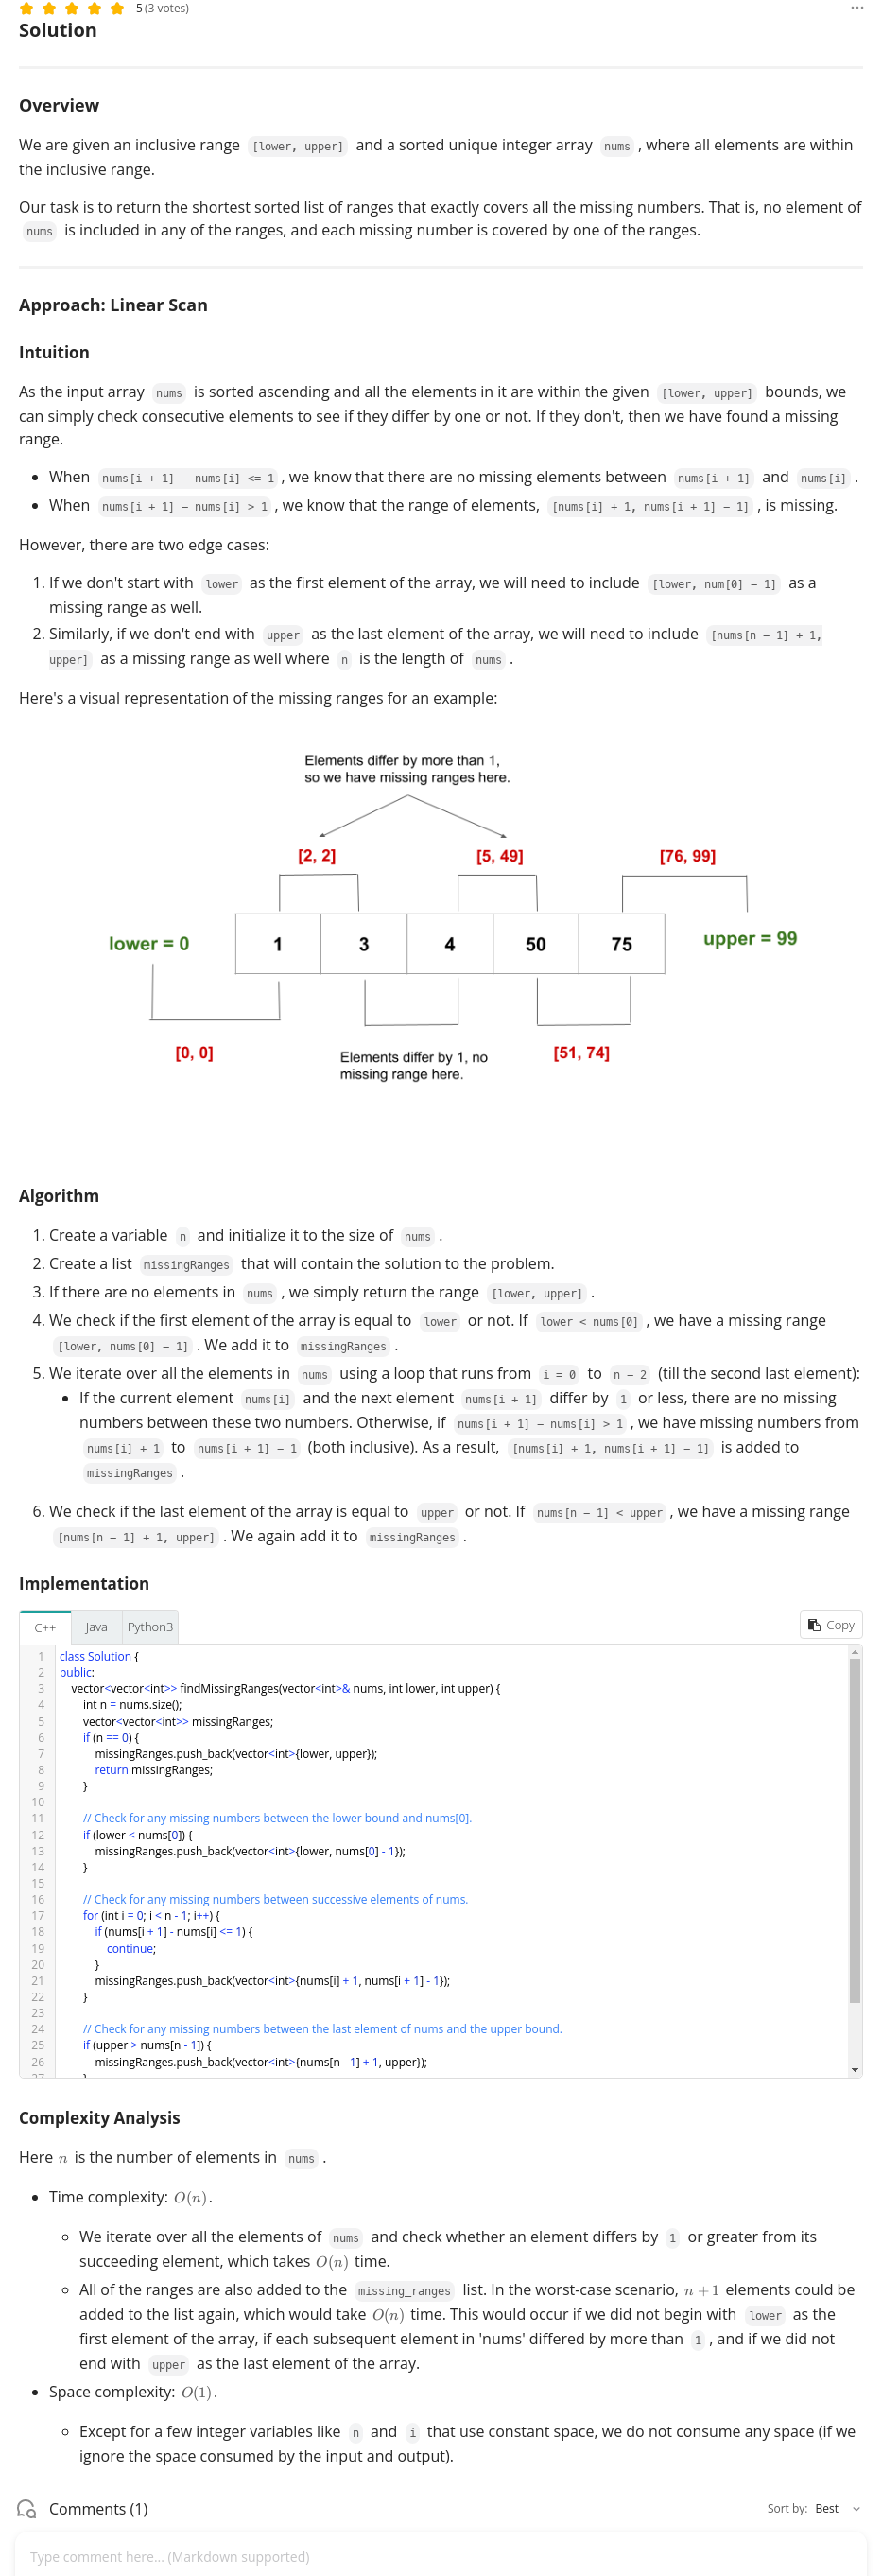 5 (3 votes)
Solution
Overview
We are given an inclusive range [lower, upper] and a sorted unique integer array nums , where all elements are within
the inclusive range.
Our task is to return the shortest sorted list of ranges that exactly covers all the missing numbers. That is, no element of
nums is included in any of the ranges, and each missing number is covered by one of the ranges.
Approach: Linear Scan
Intuition
As the input array nums is sorted ascending and all the elements in it are within the given [lower, upper] bounds, we
can simply check consecutive elements to see if they differ by one or not. If they don't, then we have found a missing
range.
• When nums[i + 1] − nums[i] <= 1 , we know that there are no missing elements between nums[i + 1] and nums[i] .
• When nums[i + 1] − nums[i] > 1 , we know that the range of elements, [nums[i] + 1, nums[i + 1] − 1] , is missing.
However, there are two edge cases:
1. If we don't start with lower as the first element of the array, we will need to include [lower, num[0] − 1] as a
missing range as well.
2. Similarly, if we don't end with upper as the last element of the array, we will need to include [nums[n − 1] + 1,
upper] as a missing range as well where n is the length of nums .
Here's a visual representation of the missing ranges for an example:
Elements differ by more than 1,
so we have missing ranges here.
[2, 2] [5, 49] [76, 99]
lower = 0 1 3 4 50 75 upper = 99
[0, 0] Elements differ by 1, no [51, 74]
missing range here.
Algorithm
1. Create a variable n and initialize it to the size of nums .
2. Create a list missingRanges that will contain the solution to the problem.
3. If there are no elements in nums , we simply return the range [lower, upper] .
4. We check if the first element of the array is equal to lower or not. If lower < nums[0] , we have a missing range
[lower, nums[0] − 1] . We add it to missingRanges .
5. We iterate over all the elements in nums using a loop that runs from i = 0 to n − 2 (till the second last element):
• If the current element nums[i] and the next element nums[i + 1] differ by 1 or less, there are no missing
numbers between these two numbers. Otherwise, if nums[i + 1] − nums[i] > 1 , we have missing numbers from
nums[i] + 1 to nums[i + 1] − 1 (both inclusive). As a result, [nums[i] + 1, nums[i + 1] − 1] is added to
missingRanges .
6. We check if the last element of the array is equal to upper or not. If nums[n − 1] < upper , we have a missing range
[nums[n − 1] + 1, upper] . We again add it to missingRanges .
Implementation
C++ Java Python3 Copy
1 class Solution {
2 public:
3 vector<vector<int>> findMissingRanges(vector<int>& nums, int lower, int upper) {
4 int n = nums.size();
5 vector<vector<int>> missingRanges;
6 if (n == 0) {
7 missingRanges.push_back(vector<int>{lower, upper});
8 return missingRanges;
9 }
10
11 // Check for any missing numbers between the lower bound and nums[0].
12 if (lower < nums[0]) {
13 missingRanges.push_back(vector<int>{lower, nums[0] - 1});
14 }
15
16 // Check for any missing numbers between successive elements of nums.
17 for (int i = 0; i < n - 1; i++) {
18 if (nums[i + 1] - nums[i] <= 1) {
19 continue;
20 }
21 missingRanges.push_back(vector<int>{nums[i] + 1, nums[i + 1] - 1});
22 }
23
24 // Check for any missing numbers between the last element of nums and the upper bound.
25 if (upper > nums[n - 1]) {
26 missingRanges.push_back(vector<int>{nums[n - 1] + 1, upper});
27 }
Complexity Analysis
Here n is the number of elements in nums .
• Time complexity: O(n).
◦ We iterate over all the elements of nums and check whether an element differs by 1 or greater from its
succeeding element, which takes O(n) time.
◦ All of the ranges are also added to the missing_ranges list. In the worst-case scenario, n + 1 elements could be
added to the list again, which would take O(n) time. This would occur if we did not begin with lower as the
first element of the array, if each subsequent element in 'nums' differed by more than 1 , and if we did not
end with upper as the last element of the array.
• Space complexity: O(1).
◦ Except for a few integer variables like n and i that use constant space, we do not consume any space (if we
ignore the space consumed by the input and output).
Comments (1) Sort by: Best
Type comment here... (Markdown supported)